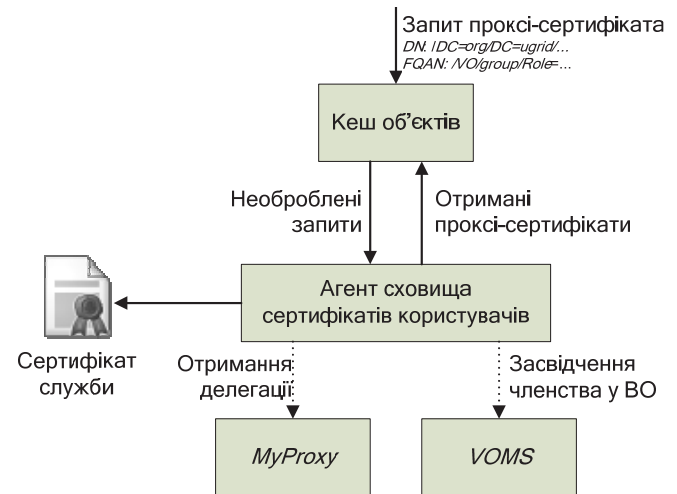 Запит проксі-сертифіката
DN: /DC=org/DC=ugrid/...
FQAN: /VO/group/Role=...
Кеш об'єктів
Необроблені
запити
Отримані
проксі-сертифікати
Агент сховища
сертифікатів користувачів
Сертифікат
служби
Отримання
делегації
Засвідчення
членства у ВО
MyProxy
VOMS